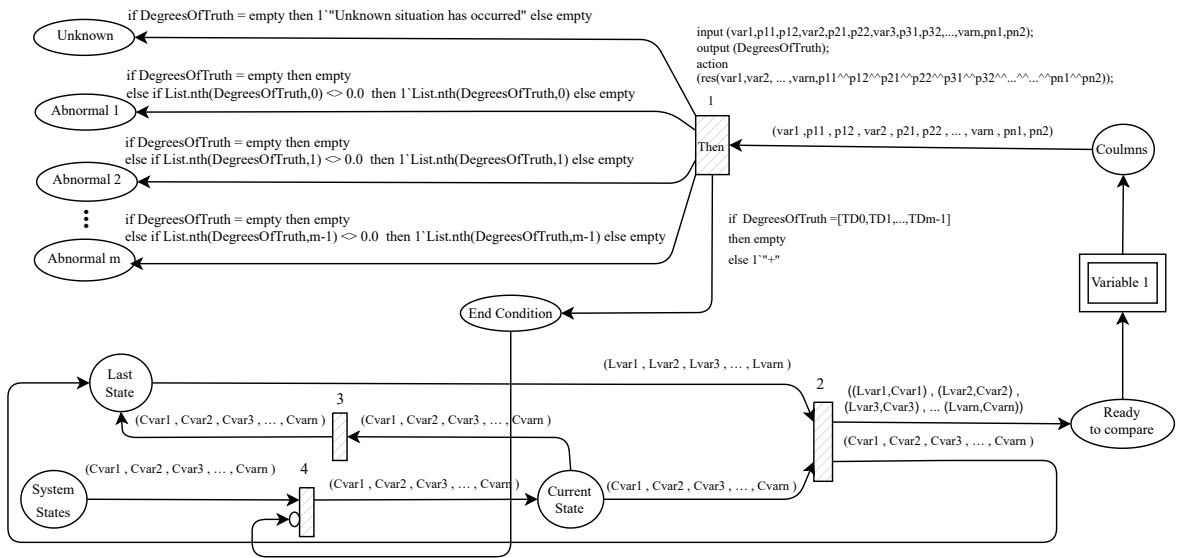 if DegreesOfTruth = empty then 1`"Unknown situation has occurred" else empty
Unknown
input (var1,p11,p12,var2,p21,p22,var3,p31,p32,...,varn,pn1,pn2);
output (DegreesOfTruth);
action
(res(var1,var2, ... ,varn,p11^^p12^^p21^^p22^^p31^^p32^^...^^...^^pn1^^pn2));
if DegreesOfTruth = empty then empty
else if List.nth(DegreesOfTruth,0) <> 0.0 then 1`List.nth(DegreesOfTruth,0) else empty
Abnormal 1
1
Then
(var1 ,p11 , p12 , var2 , p21, p22 , ... , varn , pn1, pn2)
Coulmns
if DegreesOfTruth = empty then empty
else if List.nth(DegreesOfTruth,1) <> 0.0 then 1`List.nth(DegreesOfTruth,1) else empty
Abnormal 2
if DegreesOfTruth = empty then empty
else if List.nth(DegreesOfTruth,m-1) <> 0.0 then 1`List.nth(DegreesOfTruth,m-1) else empty
Abnormal m
if DegreesOfTruth =[TD0,TD1,...,TDm-1]
then empty
else 1`"+"
Variable 1
End Condition
Last
State
(Lvar1 , Lvar2 , Lvar3 , ... , Lvarn )
2
((Lvar1,Cvar1) , (Lvar2,Cvar2) ,
(Lvar3,Cvar3) , ... (Lvarn,Cvarn))
Ready
to compare
3
(Cvar1 , Cvar2 , Cvar3 , ... , Cvarn )
(Cvar1 , Cvar2 , Cvar3 , ... , Cvarn )
(Cvar1 , Cvar2 , Cvar3 , ... , Cvarn )
(Cvar1 , Cvar2 , Cvar3 , ... , Cvarn )
4
System
States
(Cvar1 , Cvar2 , Cvar3 , ... , Cvarn )
Current
State
(Cvar1 , Cvar2 , Cvar3 , ... , Cvarn )